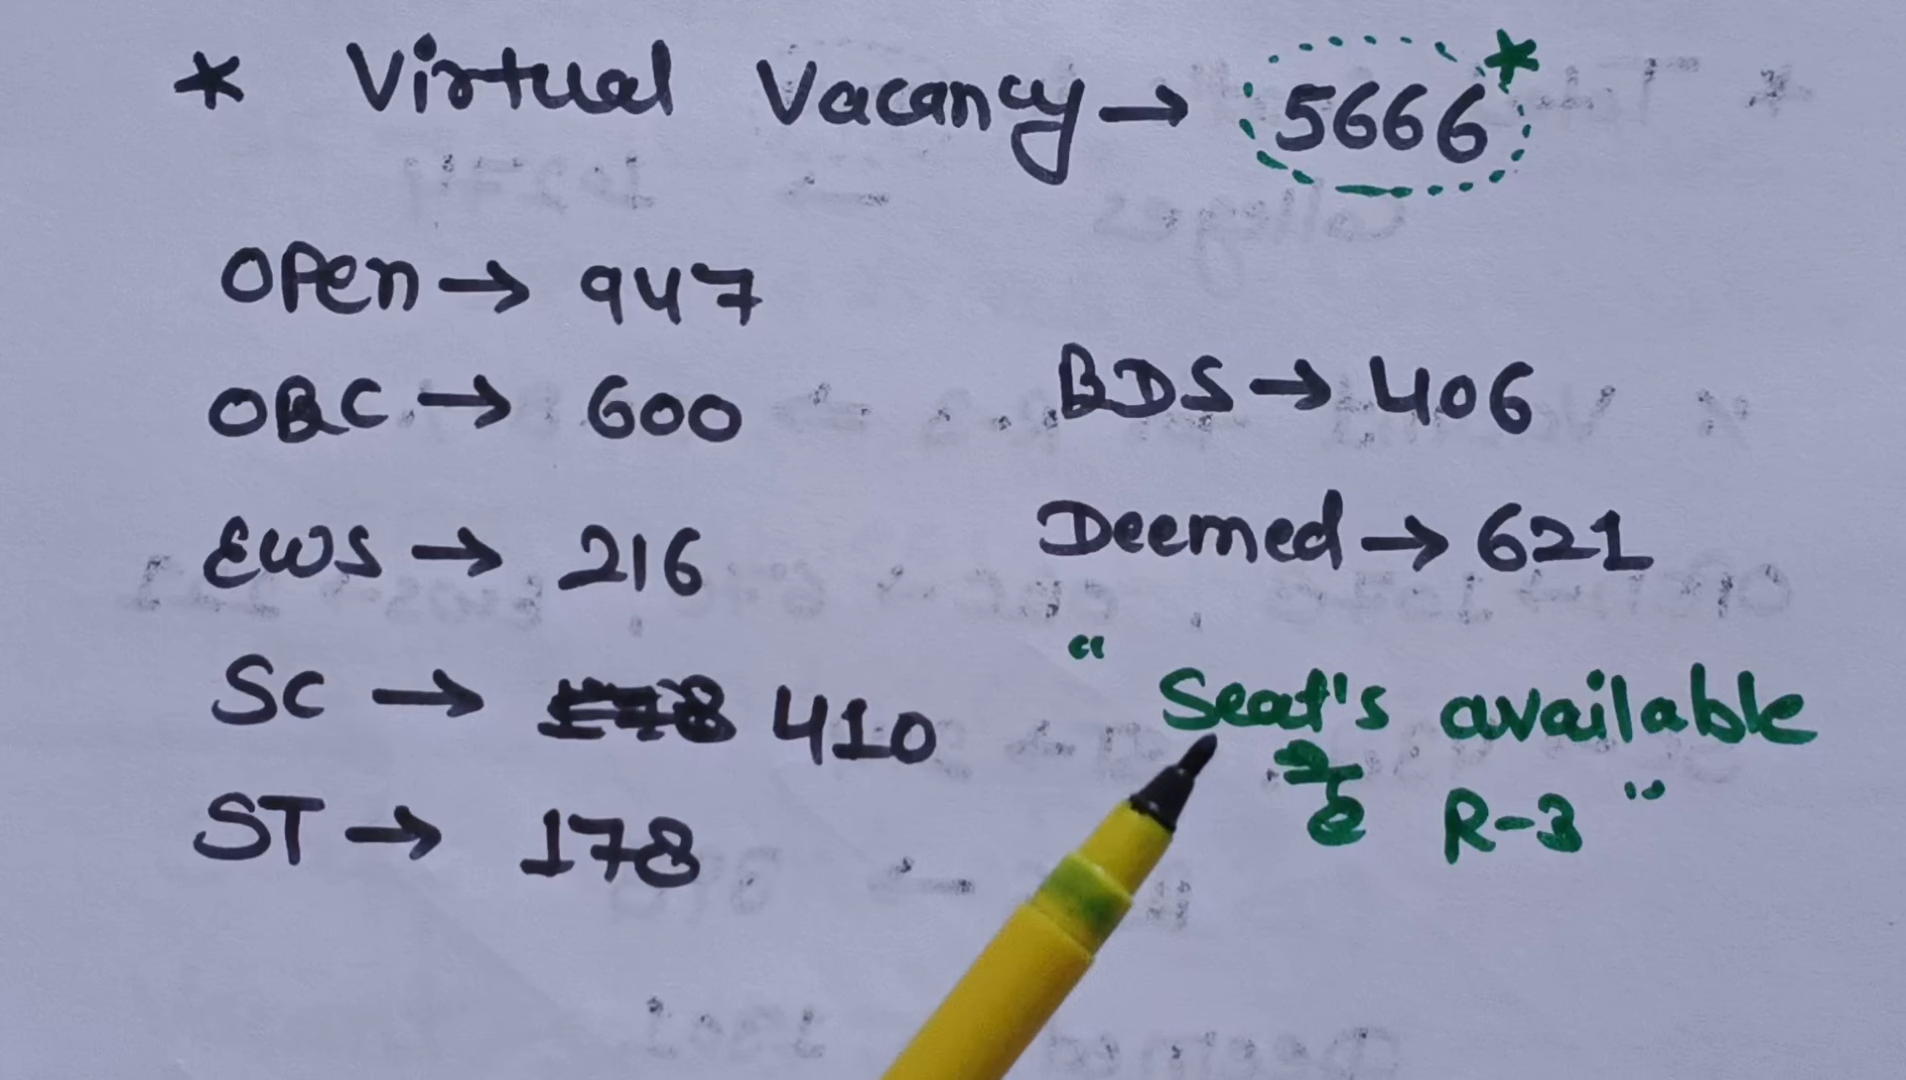 * Virtual Vacancy → 5666*
Open → 947
OBC → 600
EWS → 216
SC → 410
ST → 178
BDS → 406
Deemed → 621
"Seat's available
R-3"